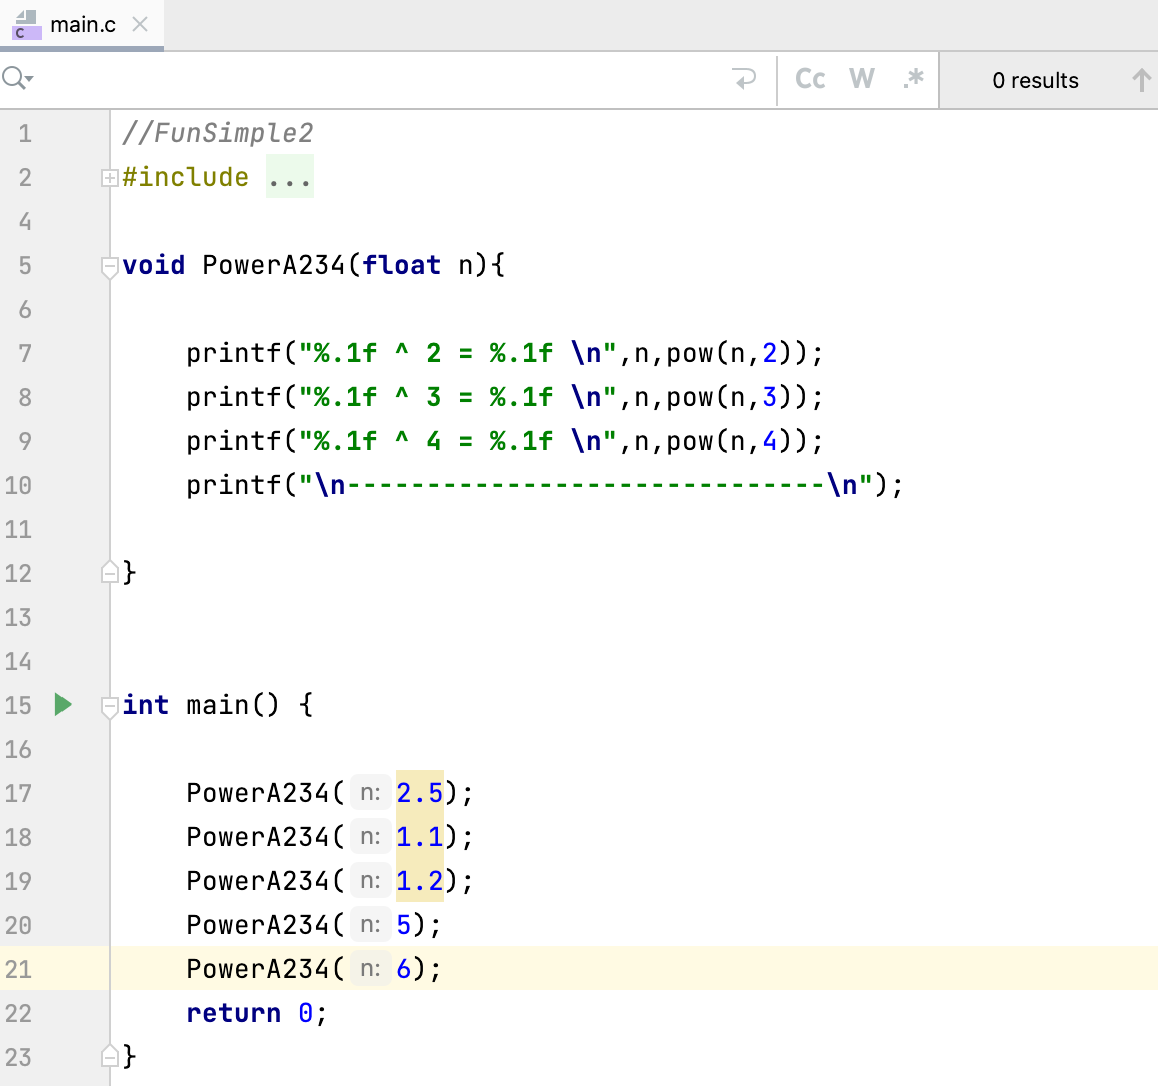 main.c
Cc W .* 0 results
1 //FunSimple2
2 #include ...
4
5 void PowerA234(float n){
6
7 printf("%.1f ^ 2 = %.1f \n",n,pow(n,2));
8 printf("%.1f ^ 3 = %.1f \n",n,pow(n,3));
9 printf("%.1f ^ 4 = %.1f \n",n,pow(n,4));
10 printf("\n------------------------------\n");
11
12 }
13
14
15 int main() {
16
17 PowerA234( n: 2.5);
18 PowerA234( n: 1.1);
19 PowerA234( n: 1.2);
20 PowerA234( n: 5);
21 PowerA234( n: 6);
22 return 0;
23 }